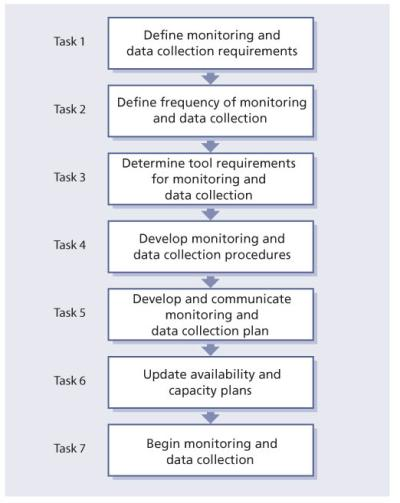 Task 1
Define monitoring and
data collection requirements
Task 2
Define frequency of monitoring
and data collection
Task 3
Determine tool requirements
for monitoring and
data collection
Task 4
Develop monitoring and
data collection procedures
Task 5
Develop and communicate
monitoring and
data collection plan
Task 6
Update availability and
capacity plans
Task 7
Begin monitoring and
data collection